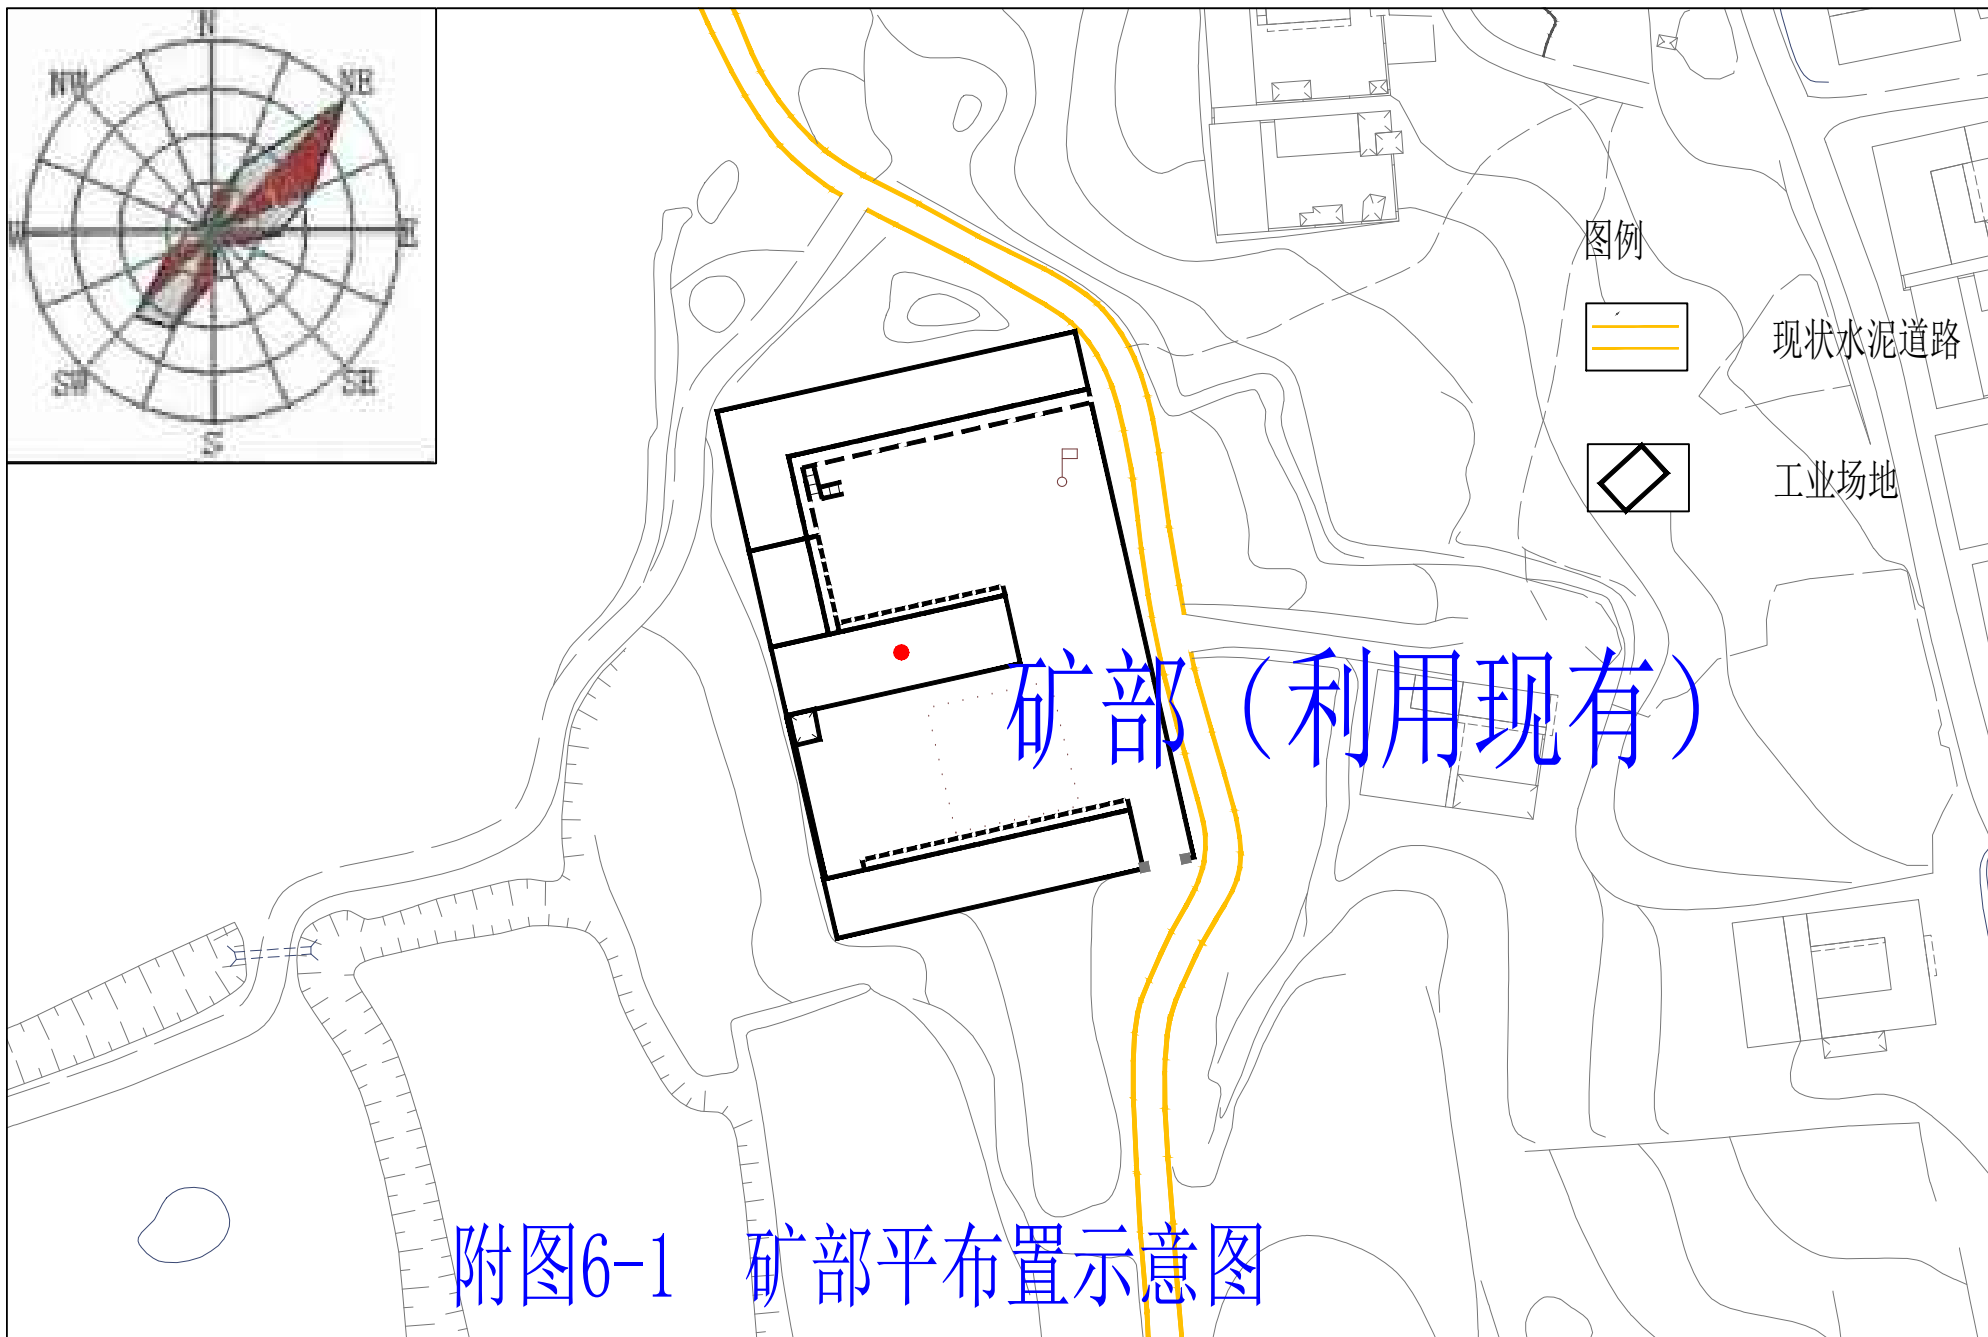 N
NW
NE
W
E
SW
SE
S
图例
现状水泥道路
工业场地
矿部（利用现有）
附图6-1 矿部平布置示意图